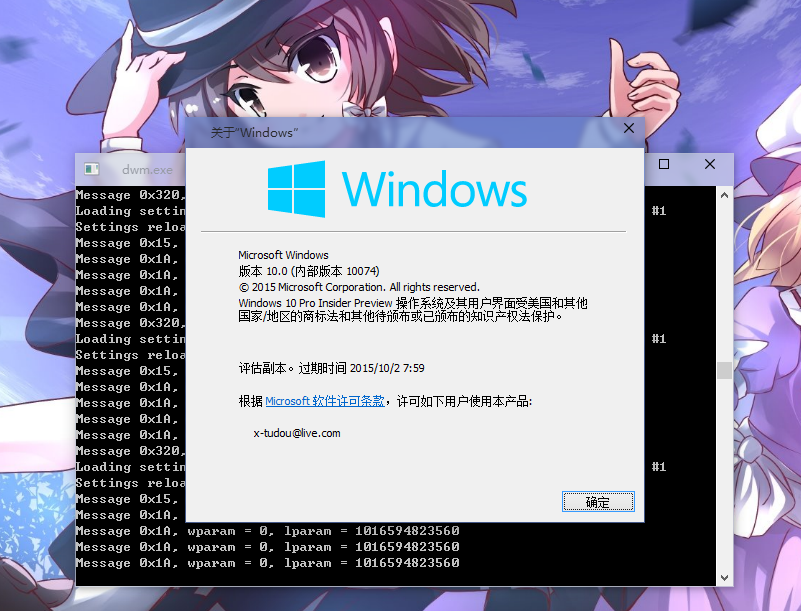 关于“Windows”
dwm.exe
Windows
Microsoft Windows
版本 10.0 (内部版本 10074)
© 2015 Microsoft Corporation. All rights reserved.
Windows 10 Pro Insider Preview 操作系统及其用户界面受美国和其他
国家/地区的商标法和其他待颁布或已颁布的知识产权法保护。
评估副本。过期时间 2015/10/2 7:59
根据 Microsoft 软件许可条款，许可如下用户使用本产品:
x-tudou@live.com
确定
Message 0x320,
Loading settin #1
Settings reloa
Message 0x15,
Message 0x1A,
Message 0x1A,
Message 0x1A,
Message 0x1A,
Message 0x320,
Loading settin #1
Settings reloa
Message 0x15,
Message 0x1A,
Message 0x1A,
Message 0x1A,
Message 0x1A,
Message 0x320,
Loading settin #1
Settings reloa
Message 0x15,
Message 0x1A,
Message 0x1A, wparam = 0, lparam = 1016594823560
Message 0x1A, wparam = 0, lparam = 1016594823560
Message 0x1A, wparam = 0, lparam = 1016594823560